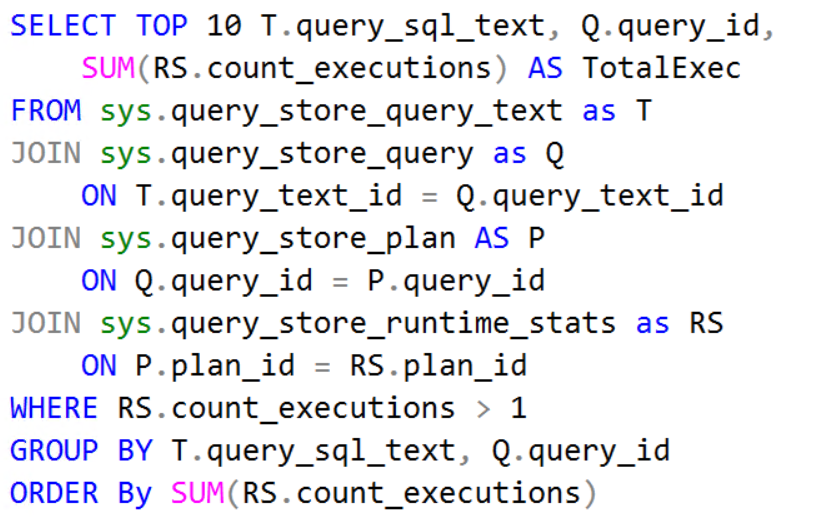 SELECT TOP 10 T.query_sql_text, Q.query_id,
SUM(RS.count_executions) AS TotalExec
FROM sys.query_store_query_text as T
JOIN sys.query_store_query as Q
ON T.query_text_id = Q.query_text_id
JOIN sys.query_store_plan AS P
ON Q.query_id = P.query_id
JOIN sys.query_store_runtime_stats as RS
ON P.plan_id = RS.plan_id
WHERE RS.count_executions > 1
GROUP BY T.query_sql_text, Q.query_id
ORDER By SUM(RS.count_executions)